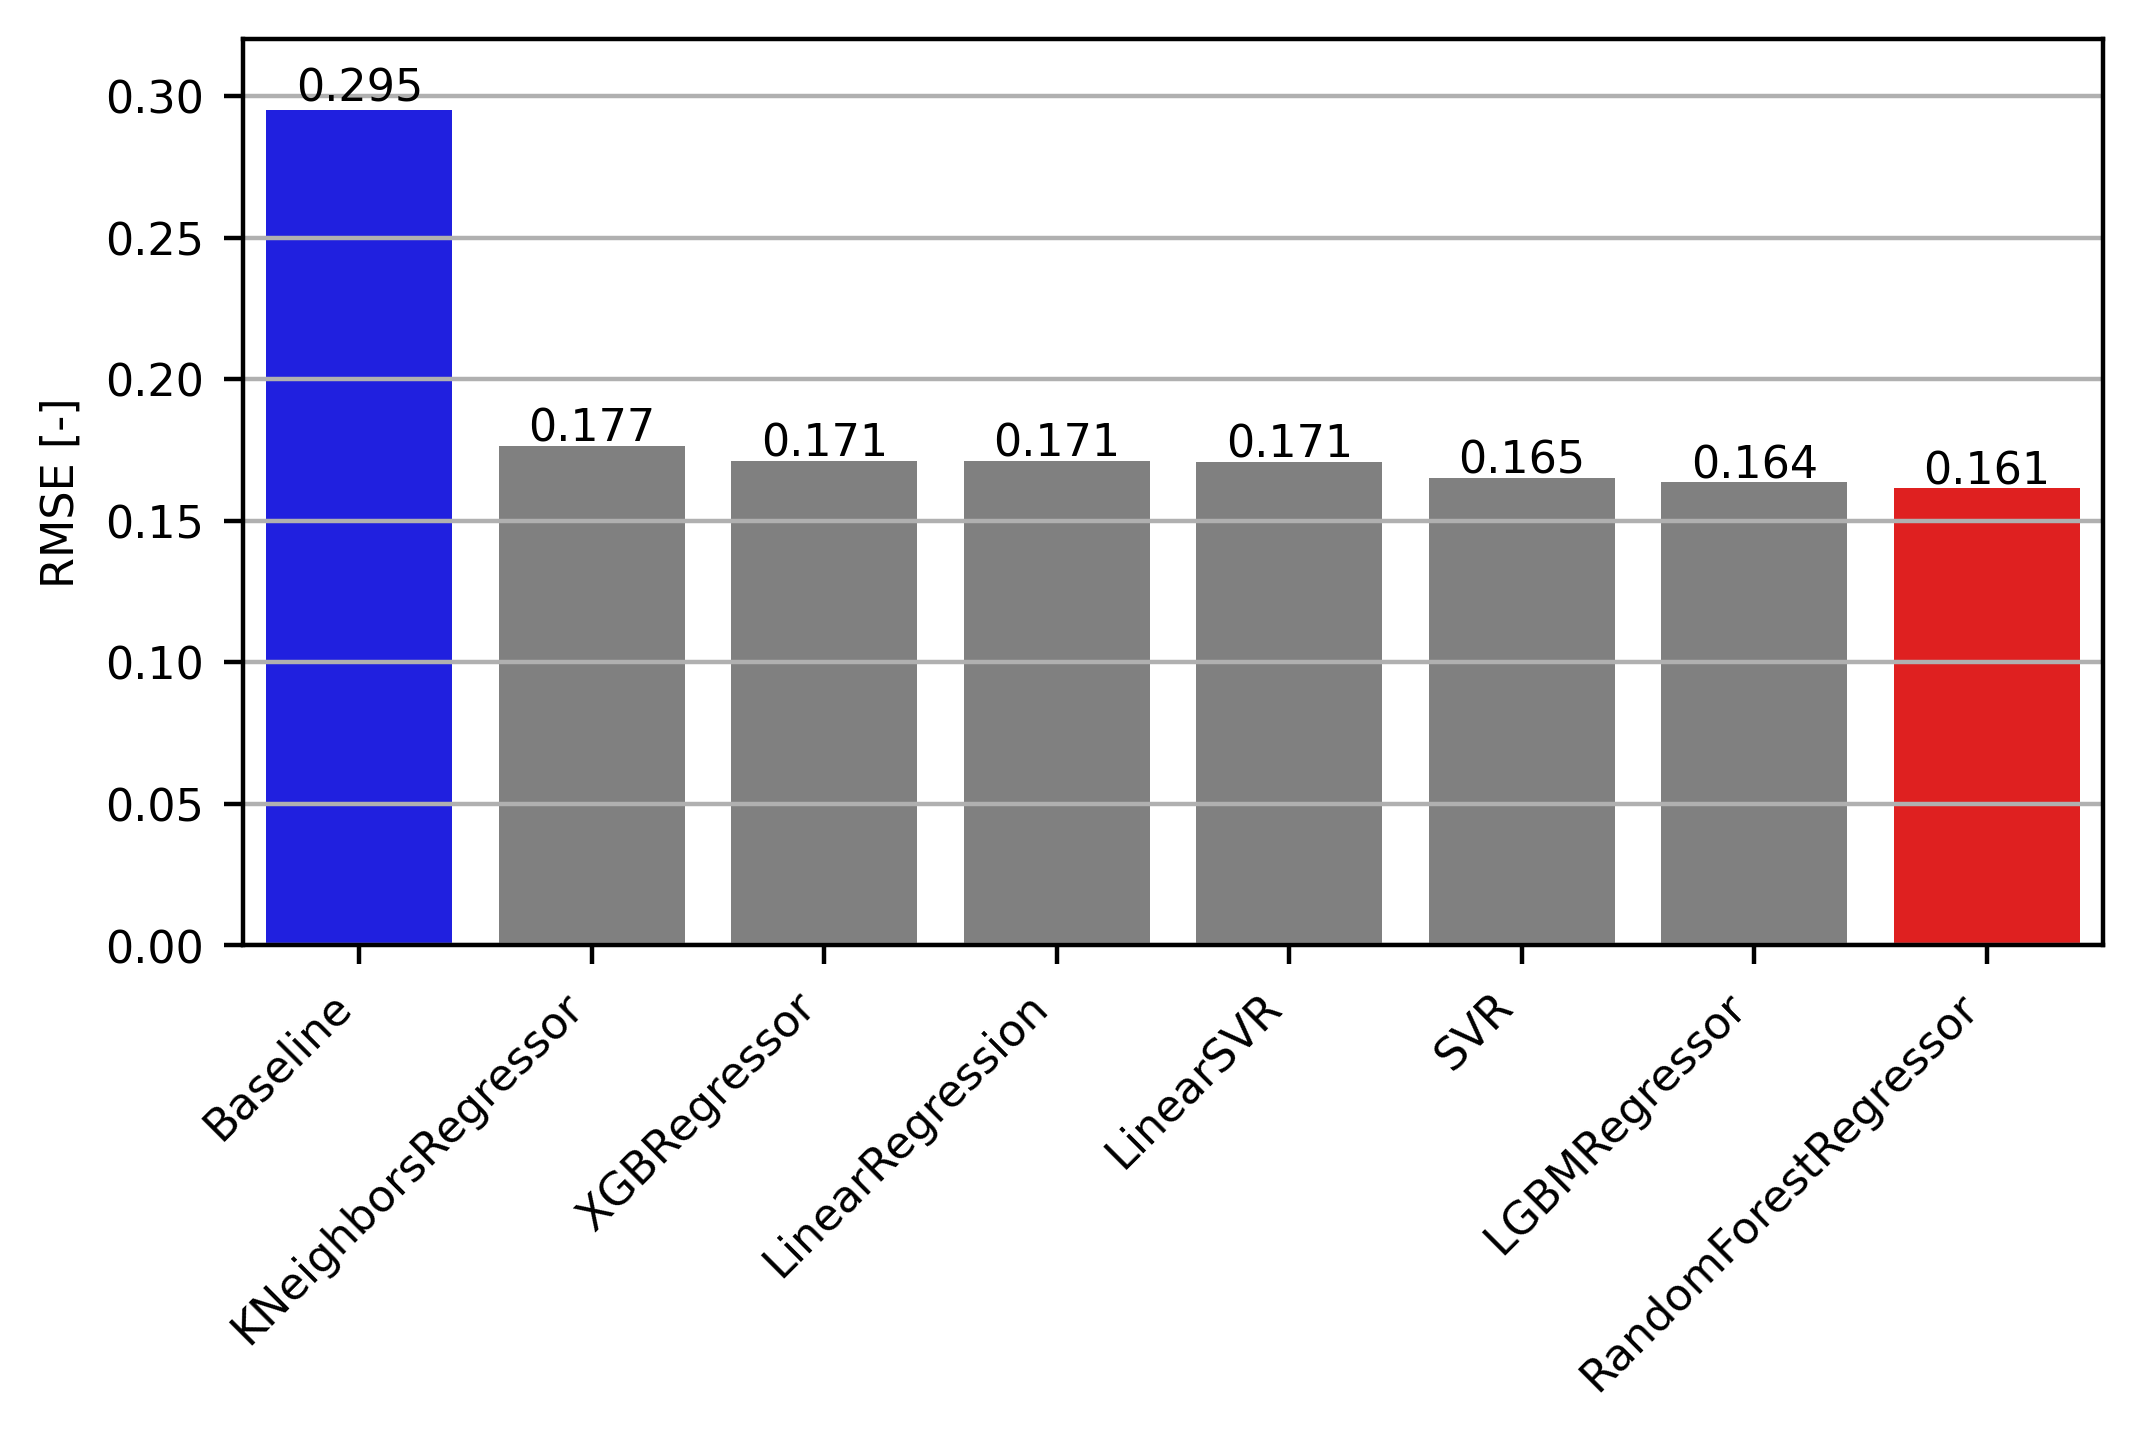 RMSE [-]
0.30
0.25
0.20
0.15
0.10
0.05
0.00
0.295
0.177
0.171
0.171
0.171
0.165
0.164
0.161
Baseline
KNeighborsRegressor
XGBRegressor
LinearRegression
LinearSVR
SVR
LGBMRegressor
RandomForestRegressor